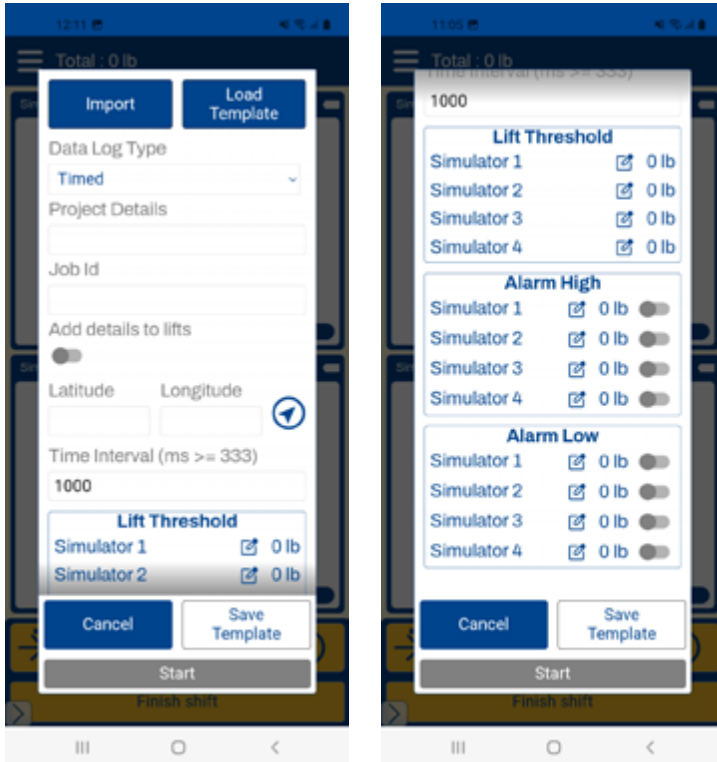 12:11
Total : 0 lb
Import
Load
Template
Data Log Type
Timed
Project Details
Job Id
Add details to lifts
Latitude Longitude
Time Interval (ms >= 333)
1000
Lift Threshold
Simulator 1 0 lb
Simulator 2 0 lb
Cancel
Save
Template
Start
Finish shift
11:05
Total : 0 lb
Time Interval (ms >= 333)
1000
Lift Threshold
Simulator 1 0 lb
Simulator 2 0 lb
Simulator 3 0 lb
Simulator 4 0 lb
Alarm High
Simulator 1 0 lb
Simulator 2 0 lb
Simulator 3 0 lb
Simulator 4 0 lb
Alarm Low
Simulator 1 0 lb
Simulator 2 0 lb
Simulator 3 0 lb
Simulator 4 0 lb
Cancel
Save
Template
Start
Finish shift